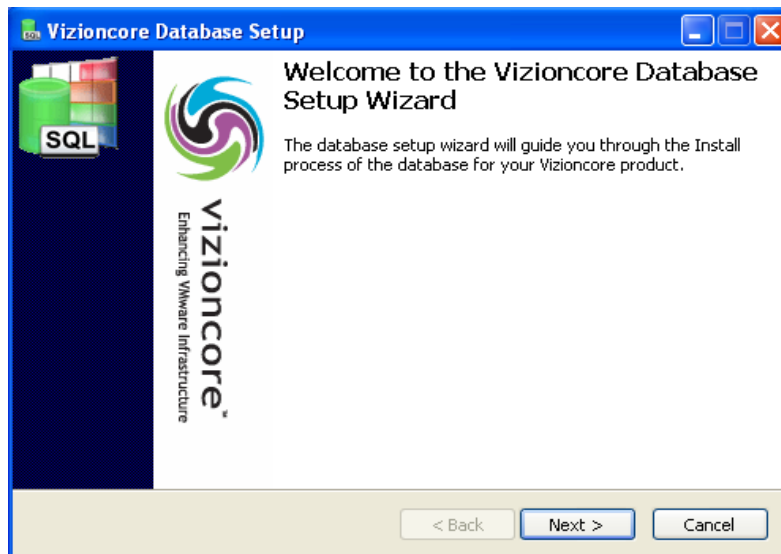 Vizioncore Database Setup
SQL
Welcome to the Vizioncore Database
Setup Wizard
The database setup wizard will guide you through the Install
process of the database for your Vizioncore product.
vizioncore™
Enhancing VMware Infrastructure
< Back
Next >
Cancel